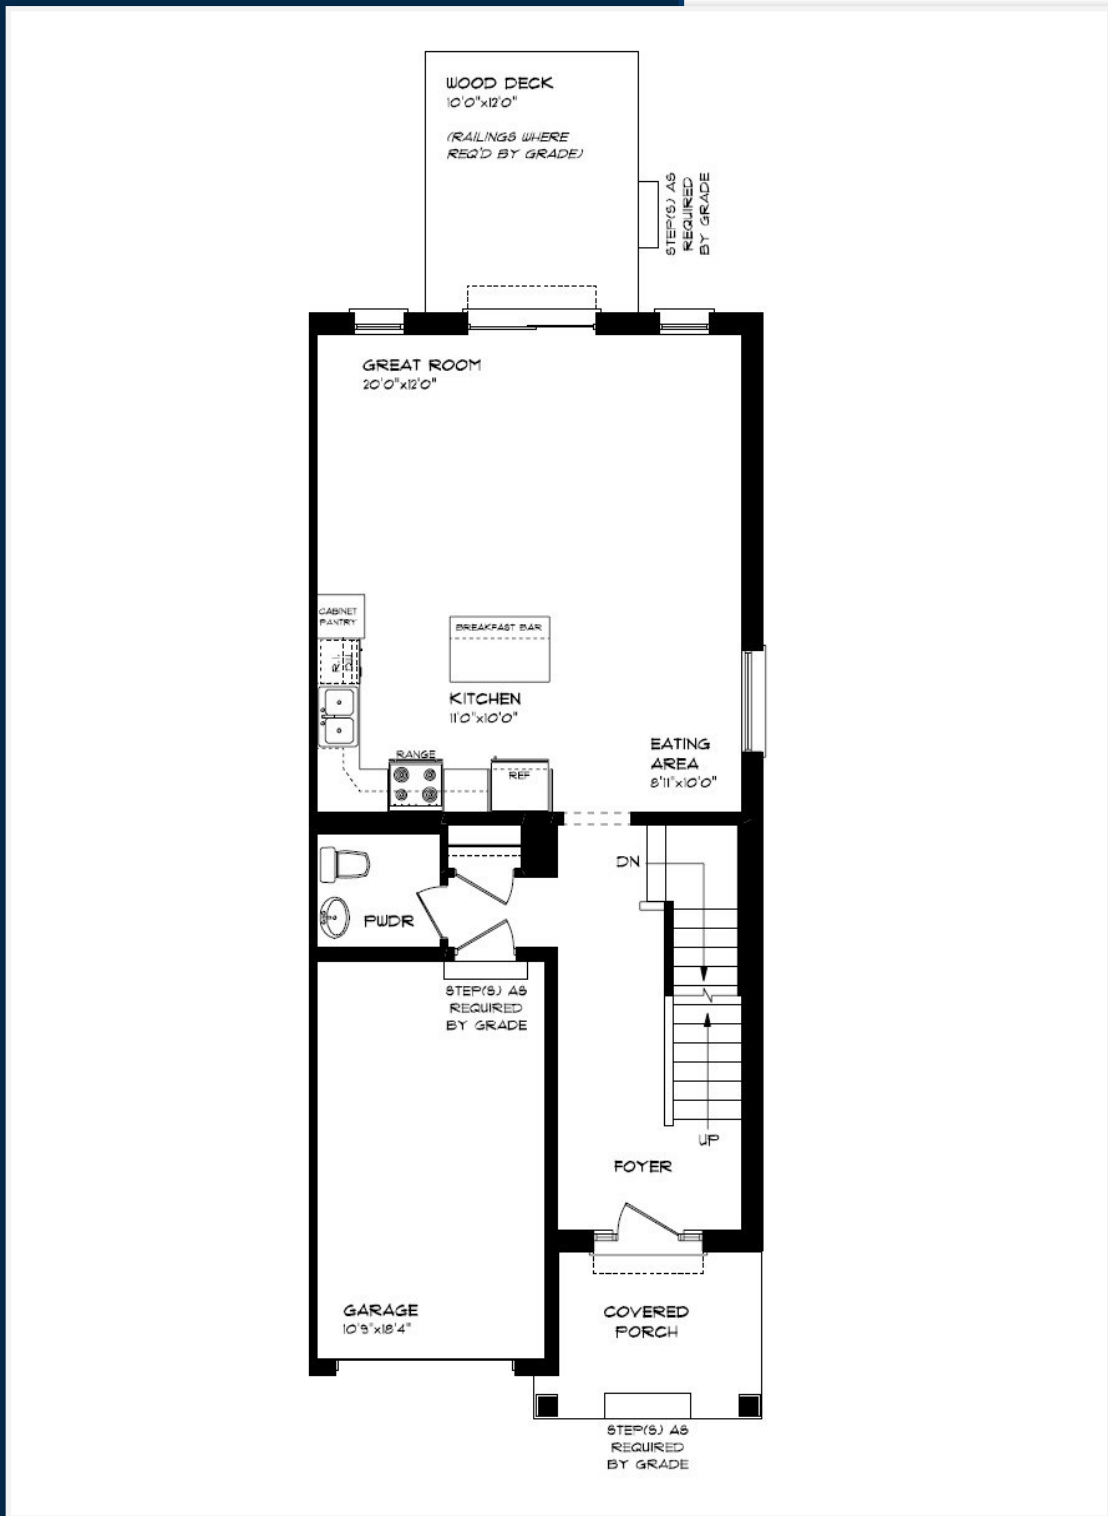 WOOD DECK
10'0"x12'0"
(RAILINGS WHERE
REQ'D BY GRADE)
STEP(S) AS
REQUIRED
BY GRADE
GREAT ROOM
20'0"x12'0"
CABINET
PANTRY
R.I.
BREAKFAST BAR
KITCHEN
11'0"x10'0"
EATING
AREA
8'11"x10'0"
RANGE
REF
DN
PWDR
STEP(S) AS
REQUIRED
BY GRADE
UP
FOYER
GARAGE
10'9"x18'4"
COVERED
PORCH
STEP(S) AS
REQUIRED
BY GRADE